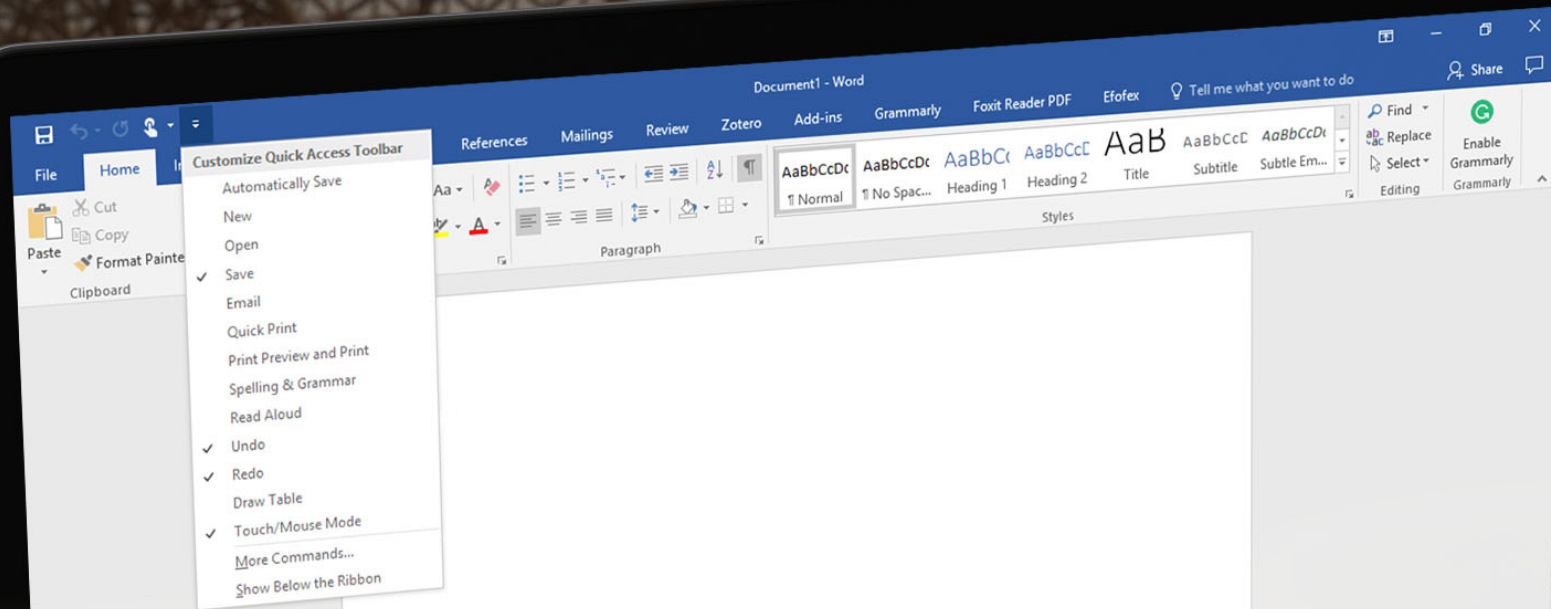 Document1 - Word
File
Home
References
Mailings
Review
Zotero
Add-ins
Grammarly
Foxit Reader PDF
Efofex
Tell me what you want to do
Share
Paste
Cut
Copy
Format Painte
Clipboard
Customize Quick Access Toolbar
Automatically Save
New
Open
Save
Email
Quick Print
Print Preview and Print
Spelling & Grammar
Read Aloud
Undo
Redo
Draw Table
Touch/Mouse Mode
More Commands...
Show Below the Ribbon
Aa
A
Paragraph
AaBbCcDc
¶ Normal
AaBbCcDc
¶ No Spac...
AaBbC
Heading 1
AaBbCcC
Heading 2
AaB
Title
AaBbCcC
Subtitle
AaBbCcDc
Subtle Em...
Styles
Find
Replace
Select
Editing
Enable
Grammarly
Grammarly